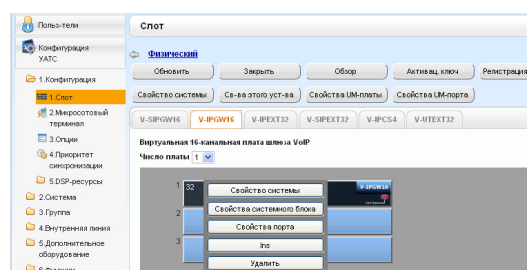 Польз-тели
Слот
Конфигурация
УАТС
Физический
Обновить
Закрыть
Обзор
Активац. ключ
Регистрация
1.Конфигурация
1.Слот
Свойство системы
Св-ва этого уст-ва
Свойства UM-платы
Свойства UM-порта
2.Микросотовый
терминал
V-SIPGW16
V-IPGW16
V-IPEXT32
V-SIPEXT32
V-IPCS4
V-UTEXT32
3.Опции
Виртуальная 16-канальная плата шлюза VoIP
4.Приоритет
синхронизации
Число платы 1
5.DSP-ресурсы
1
32
Свойство системы
V-IPGW16
2.Система
Свойства системного блока
3.Группа
2
Свойства порта
4.Внутренняя линия
3
Ins
5.Дополнительное
оборудование
Удалить